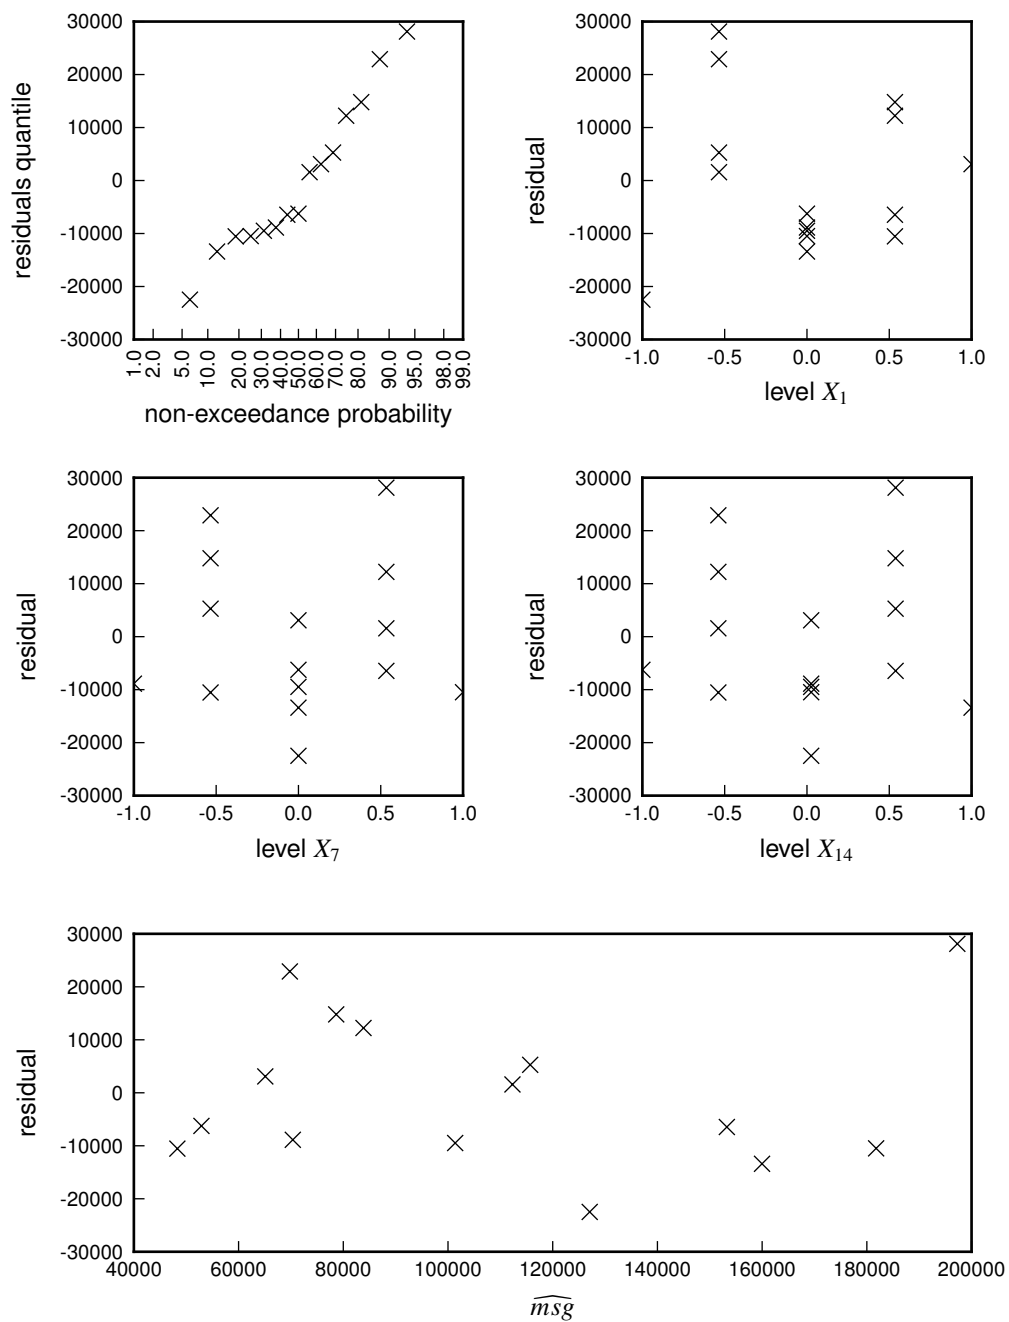 30000
20000
10000
0
-10000
-20000
-30000
residuals quantile
1.0 2.0 5.0 10.0 20.0 30.0 40.0 50.0 60.0 70.0 80.0 90.0 95.0 98.0 99.0
non-exceedance probability
30000
20000
10000
0
-10000
-20000
-30000
residual
-1.0 -0.5 0.0 0.5 1.0
level X1
30000
20000
10000
0
-10000
-20000
-30000
residual
-1.0 -0.5 0.0 0.5 1.0
level X7
30000
20000
10000
0
-10000
-20000
-30000
residual
-1.0 -0.5 0.0 0.5 1.0
level X14
30000
20000
10000
0
-10000
-20000
-30000
residual
40000 60000 80000 100000 120000 140000 160000 180000 200000
msg